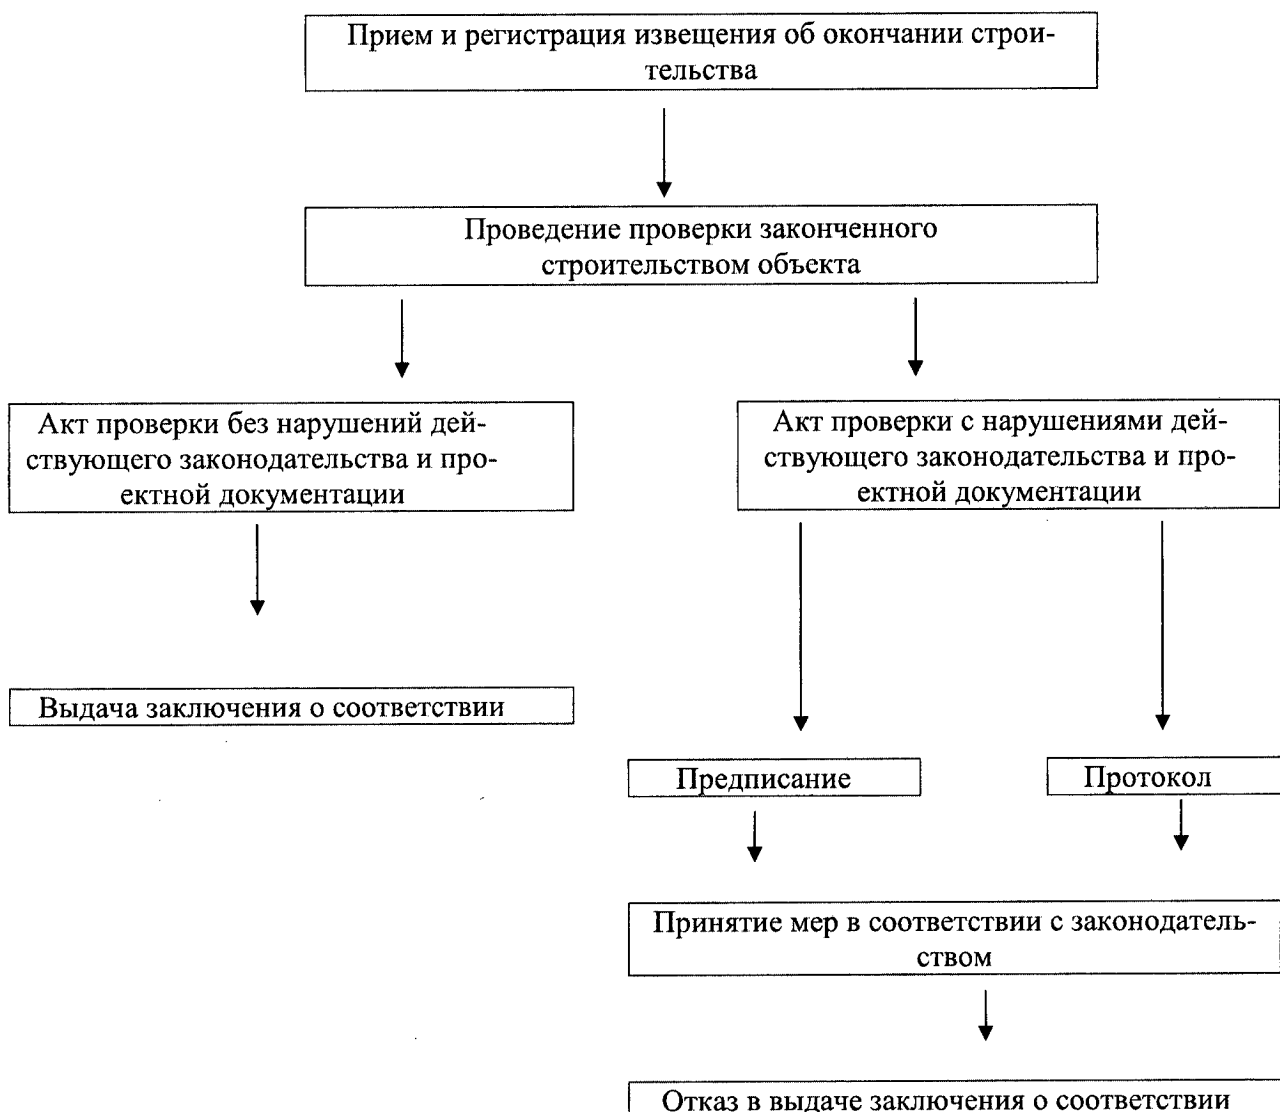 Прием и регистрация извещения об окончании строи-
тельства
Проведение проверки законченного
строительством объекта
Акт проверки без нарушений дей-
ствующего законодательства и про-
ектной документации
Акт проверки с нарушениями дей-
ствующего законодательства и про-
ектной документации
Выдача заключения о соответствии
Предписание
Протокол
Принятие мер в соответствии с законодатель-
ством
Отказ в выдаче заключения о соответствии